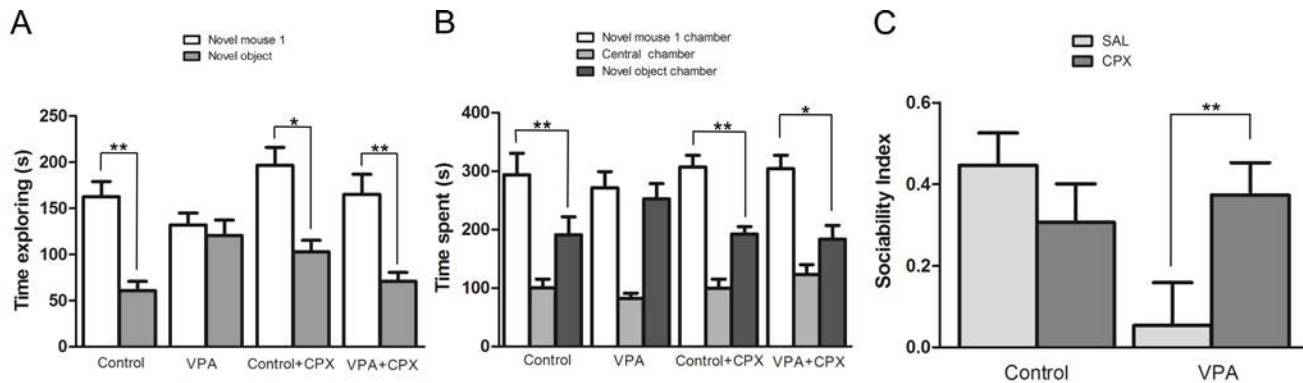 A
Novel mouse 1
Novel object
Time exploring (s)
250
200
150
100
50
0
**
*
**
Control
VPA
Control+CPX
VPA+CPX
B
Novel mouse 1 chamber
Central chamber
Novel object chamber
Time spent (s)
400
300
200
100
0
**
**
*
Control
VPA
Control+CPX
VPA+CPX
C
SAL
CPX
Sociability Index
0.6
0.4
0.2
0.0
**
Control
VPA